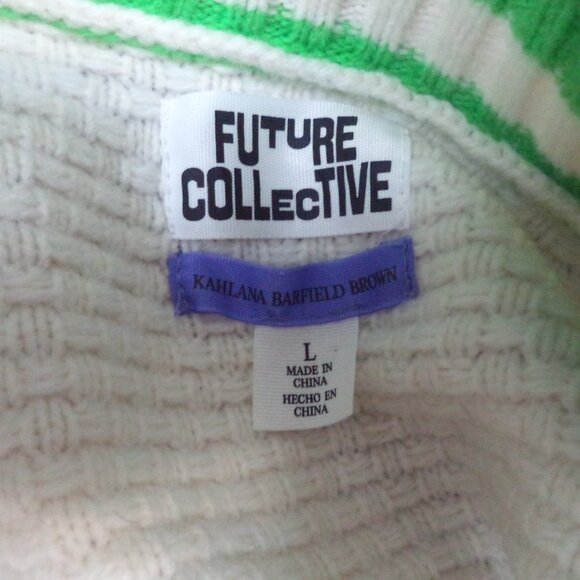 FUTURE
COLLECTIVE
KAHLANA BARFIELD BROWN
L
MADE IN
CHINA
HECHO EN
CHINA